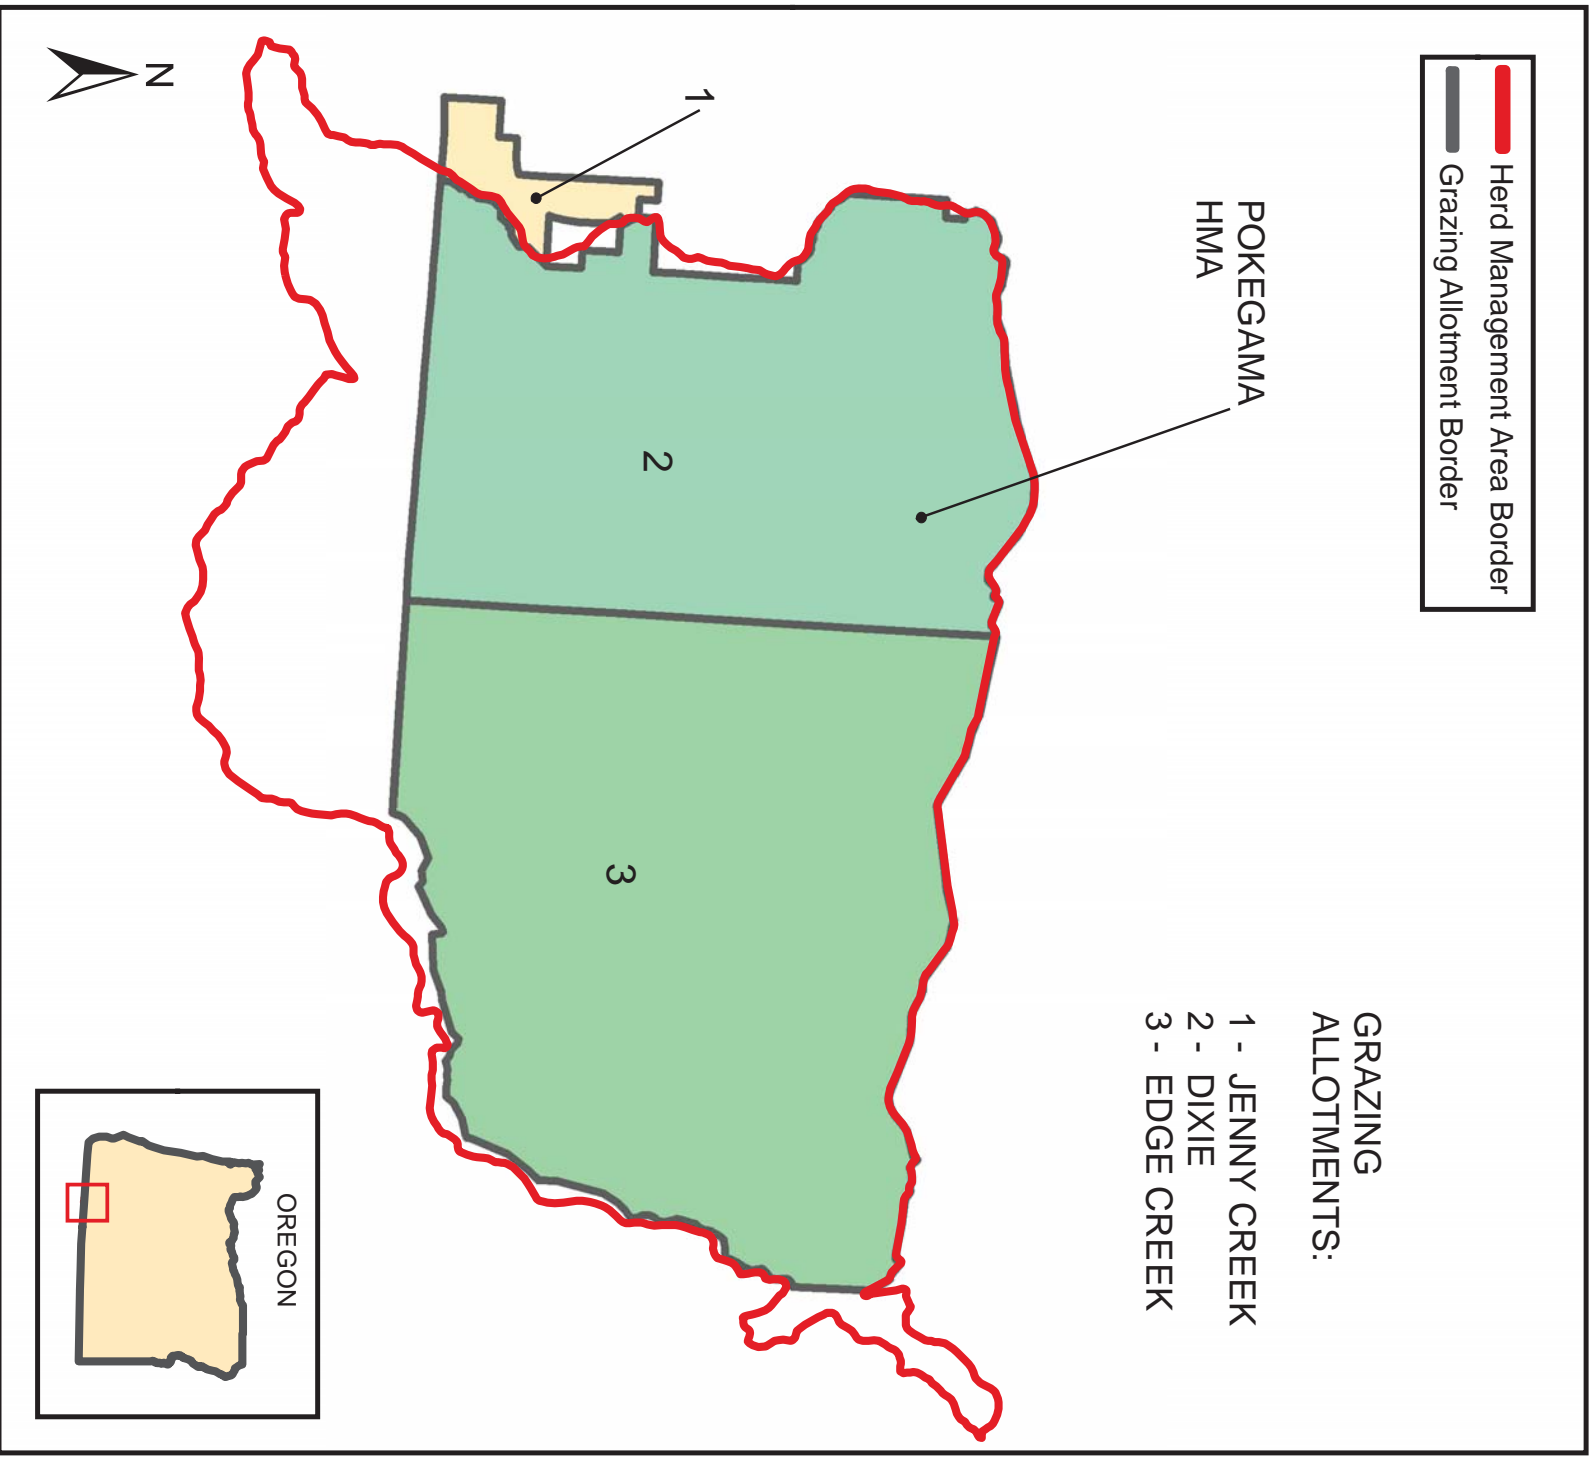 Herd Management Area Border
Grazing Allotment Border
POKEGAMA
HMA
1
2
3
GRAZING
ALLOTMENTS:
1 - JENNY CREEK
2 - DIXIE
3 - EDGE CREEK
N
OREGON